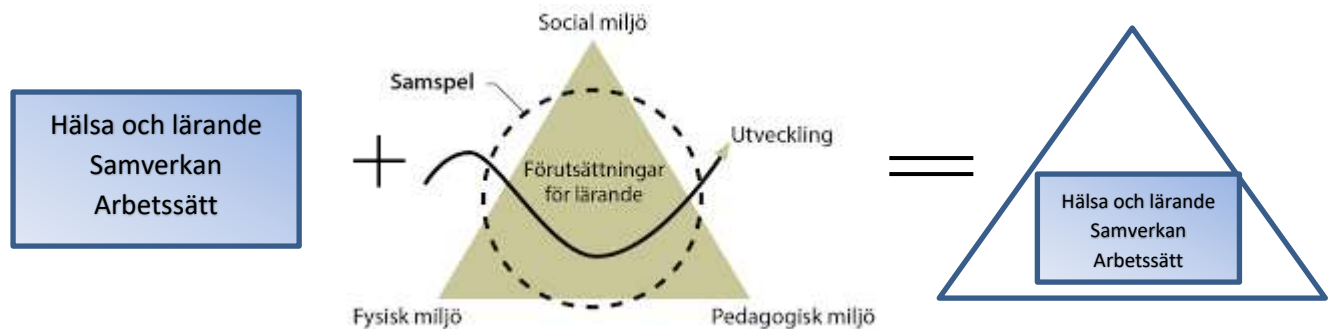 Hälsa och lärande
Samverkan
Arbetssätt
+
Social miljö
Samspel
Utveckling
Förutsättningar
för lärande
Fysisk miljö
Pedagogisk miljö
=
Hälsa och lärande
Samverkan
Arbetssätt